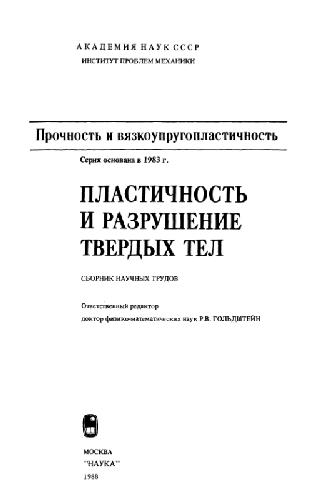 АКАДЕМИЯ НАУК СССР
ИНСТИТУТ ПРОБЛЕМ МЕХАНИКИ
Прочность и вязкоупругопластичность
Серия основана в 1983 г.
ПЛАСТИЧНОСТЬ
И РАЗРУШЕНИЕ
ТВЕРДЫХ ТЕЛ
СБОРНИК НАУЧНЫХ ТРУДОВ
Ответственный редактор
доктор физико-математических наук Р.В. ГОЛЬДШТЕЙН
МОСКВА
"НАУКА"
1988